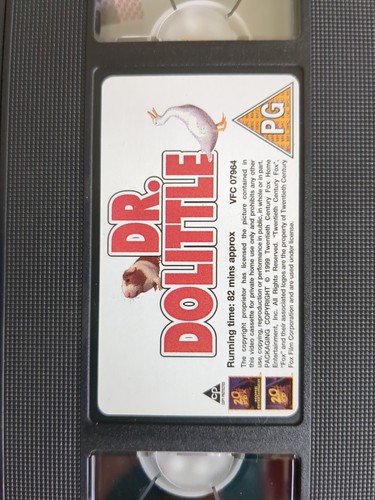 DR.
DOLITTLE
PG
Running time: 82 mins approx VFC 07964
The copyright proprietor has licensed the picture contained in
this video cassette for private home use only and prohibits any other
use, copying, reproduction or performance in public, in whole or in part.
PACKAGING COPYRIGHT © 1999 Twentieth Century Fox Home
Entertainment, Inc. All Rights Reserved. "Twentieth Century Fox",
"Fox" and their associated logos are the property of Twentieth Century
Fox Film Corporation and are used under license.
CP